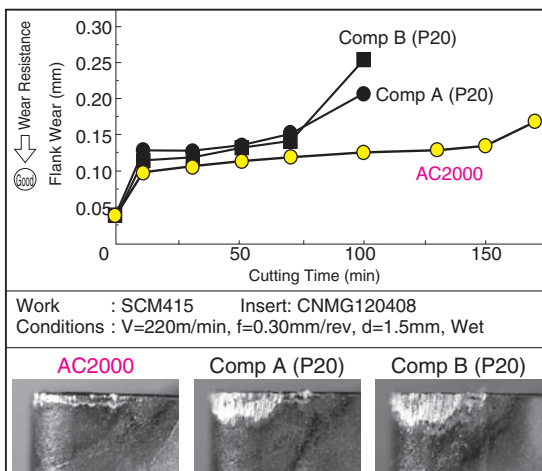 0.30
0.25
0.20
0.15
0.10
0.05
Wear Resistance
Good
Flank Wear (mm)
Comp B (P20)
Comp A (P20)
AC2000
0 50 100 150
Cutting Time (min)
Work : SCM415 Insert: CNMG120408
Conditions : V=220m/min, f=0.30mm/rev, d=1.5mm, Wet
AC2000 Comp A (P20) Comp B (P20)